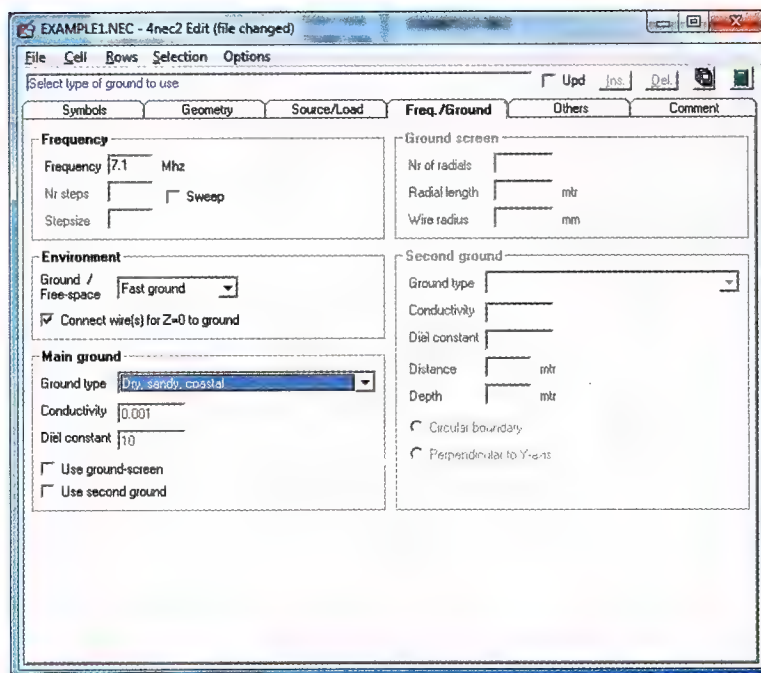 EXAMPLE1.NEC - 4nec2 Edit (file changed)
File Cell Rows Selection Options
Select type of ground to use
Upd Ins. Del.
Symbols Geometry Source/Load Freq./Ground Others Comment
Frequency
Frequency 7.1 Mhz
Nr steps
Sweep
Stepsize
Ground screen
Nr of radials
Radial length mtr
Wire radius mm
Environment
Ground / Free-space Fast ground
Connect wire(s) for Z=0 to ground
Main ground
Ground type Dry, sandy, coastal
Conductivity 0.001
Diël constant 10
Use ground-screen
Use second ground
Second ground
Ground type
Conductivity
Diël constant
Distance mtr
Depth mtr
Circular boundary
Perpendicular to Y-axis